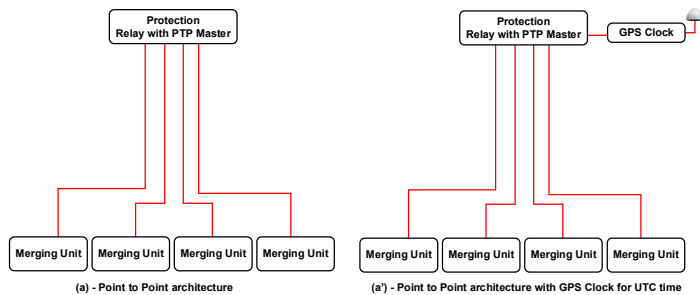 Protection
Relay with PTP Master
Merging Unit
Merging Unit
Merging Unit
Merging Unit
(a) - Point to Point architecture
Protection
Relay with PTP Master
GPS Clock
Merging Unit
Merging Unit
Merging Unit
Merging Unit
(a') - Point to Point architecture with GPS Clock for UTC time